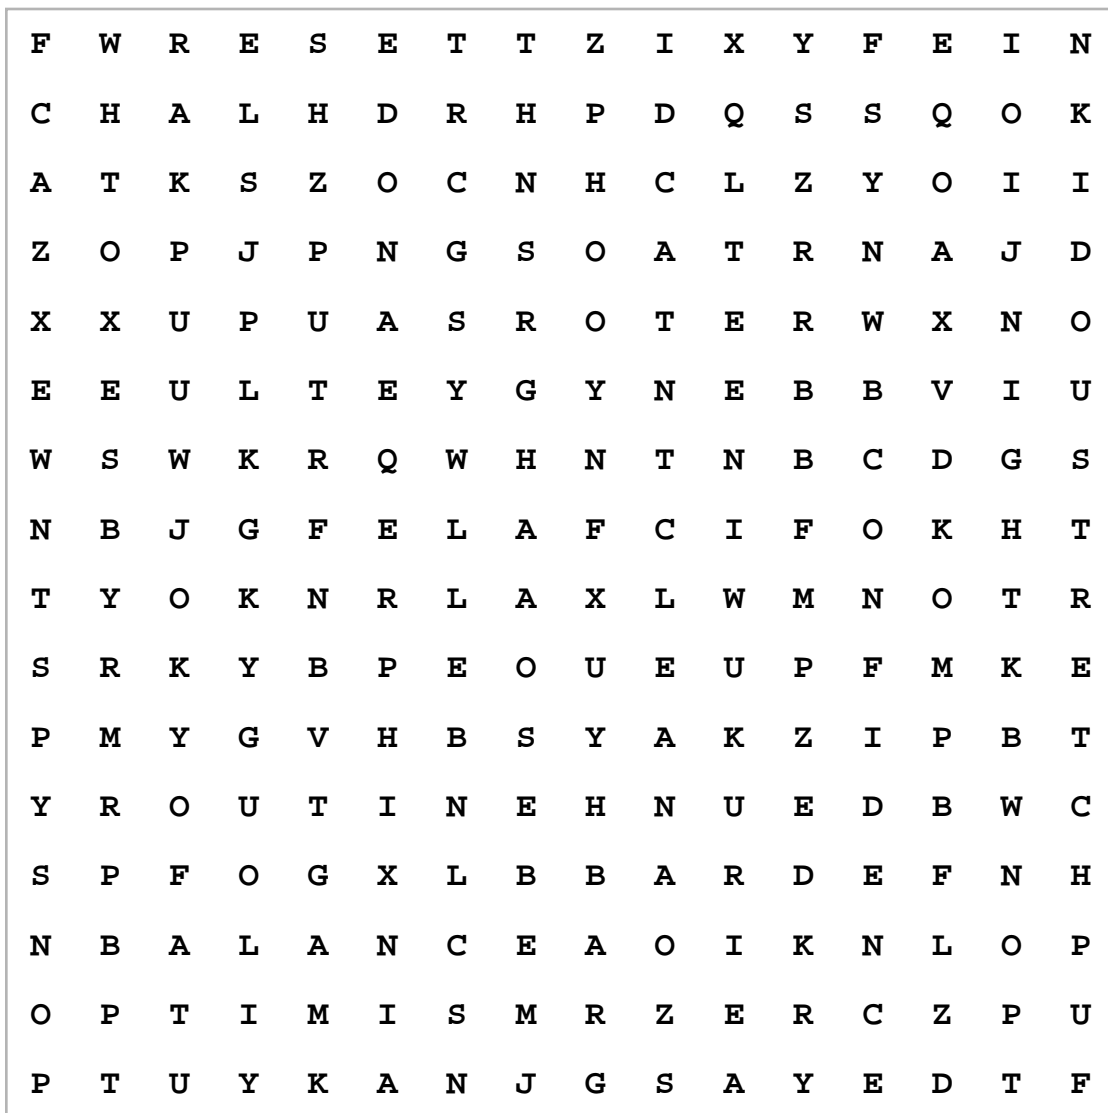 F W R E S E T T Z I X Y F E I N
C H A L H D R H P D Q S S Q O K
A T K S Z O C N H C L Z Y O I I
Z O P J P N G S O A T R N A J D
X X U P U A S R O T E R W X N O
E E U L T E Y G Y N E B B V I U
W S W K R Q W H N T N B C D G S
N B J G F E L A F C I F O K H T
T Y O K N R L A X L W M N O T R
S R K Y B P E O U E U P F M K E
P M Y G V H B S Y A K Z I P B T
Y R O U T I N E H N U E D B W C
S P F O G X L B B A R D E F N H
N B A L A N C E A O I K N L O P
O P T I M I S M R Z E R C Z P U
P T U Y K A N J G S A Y E D T F